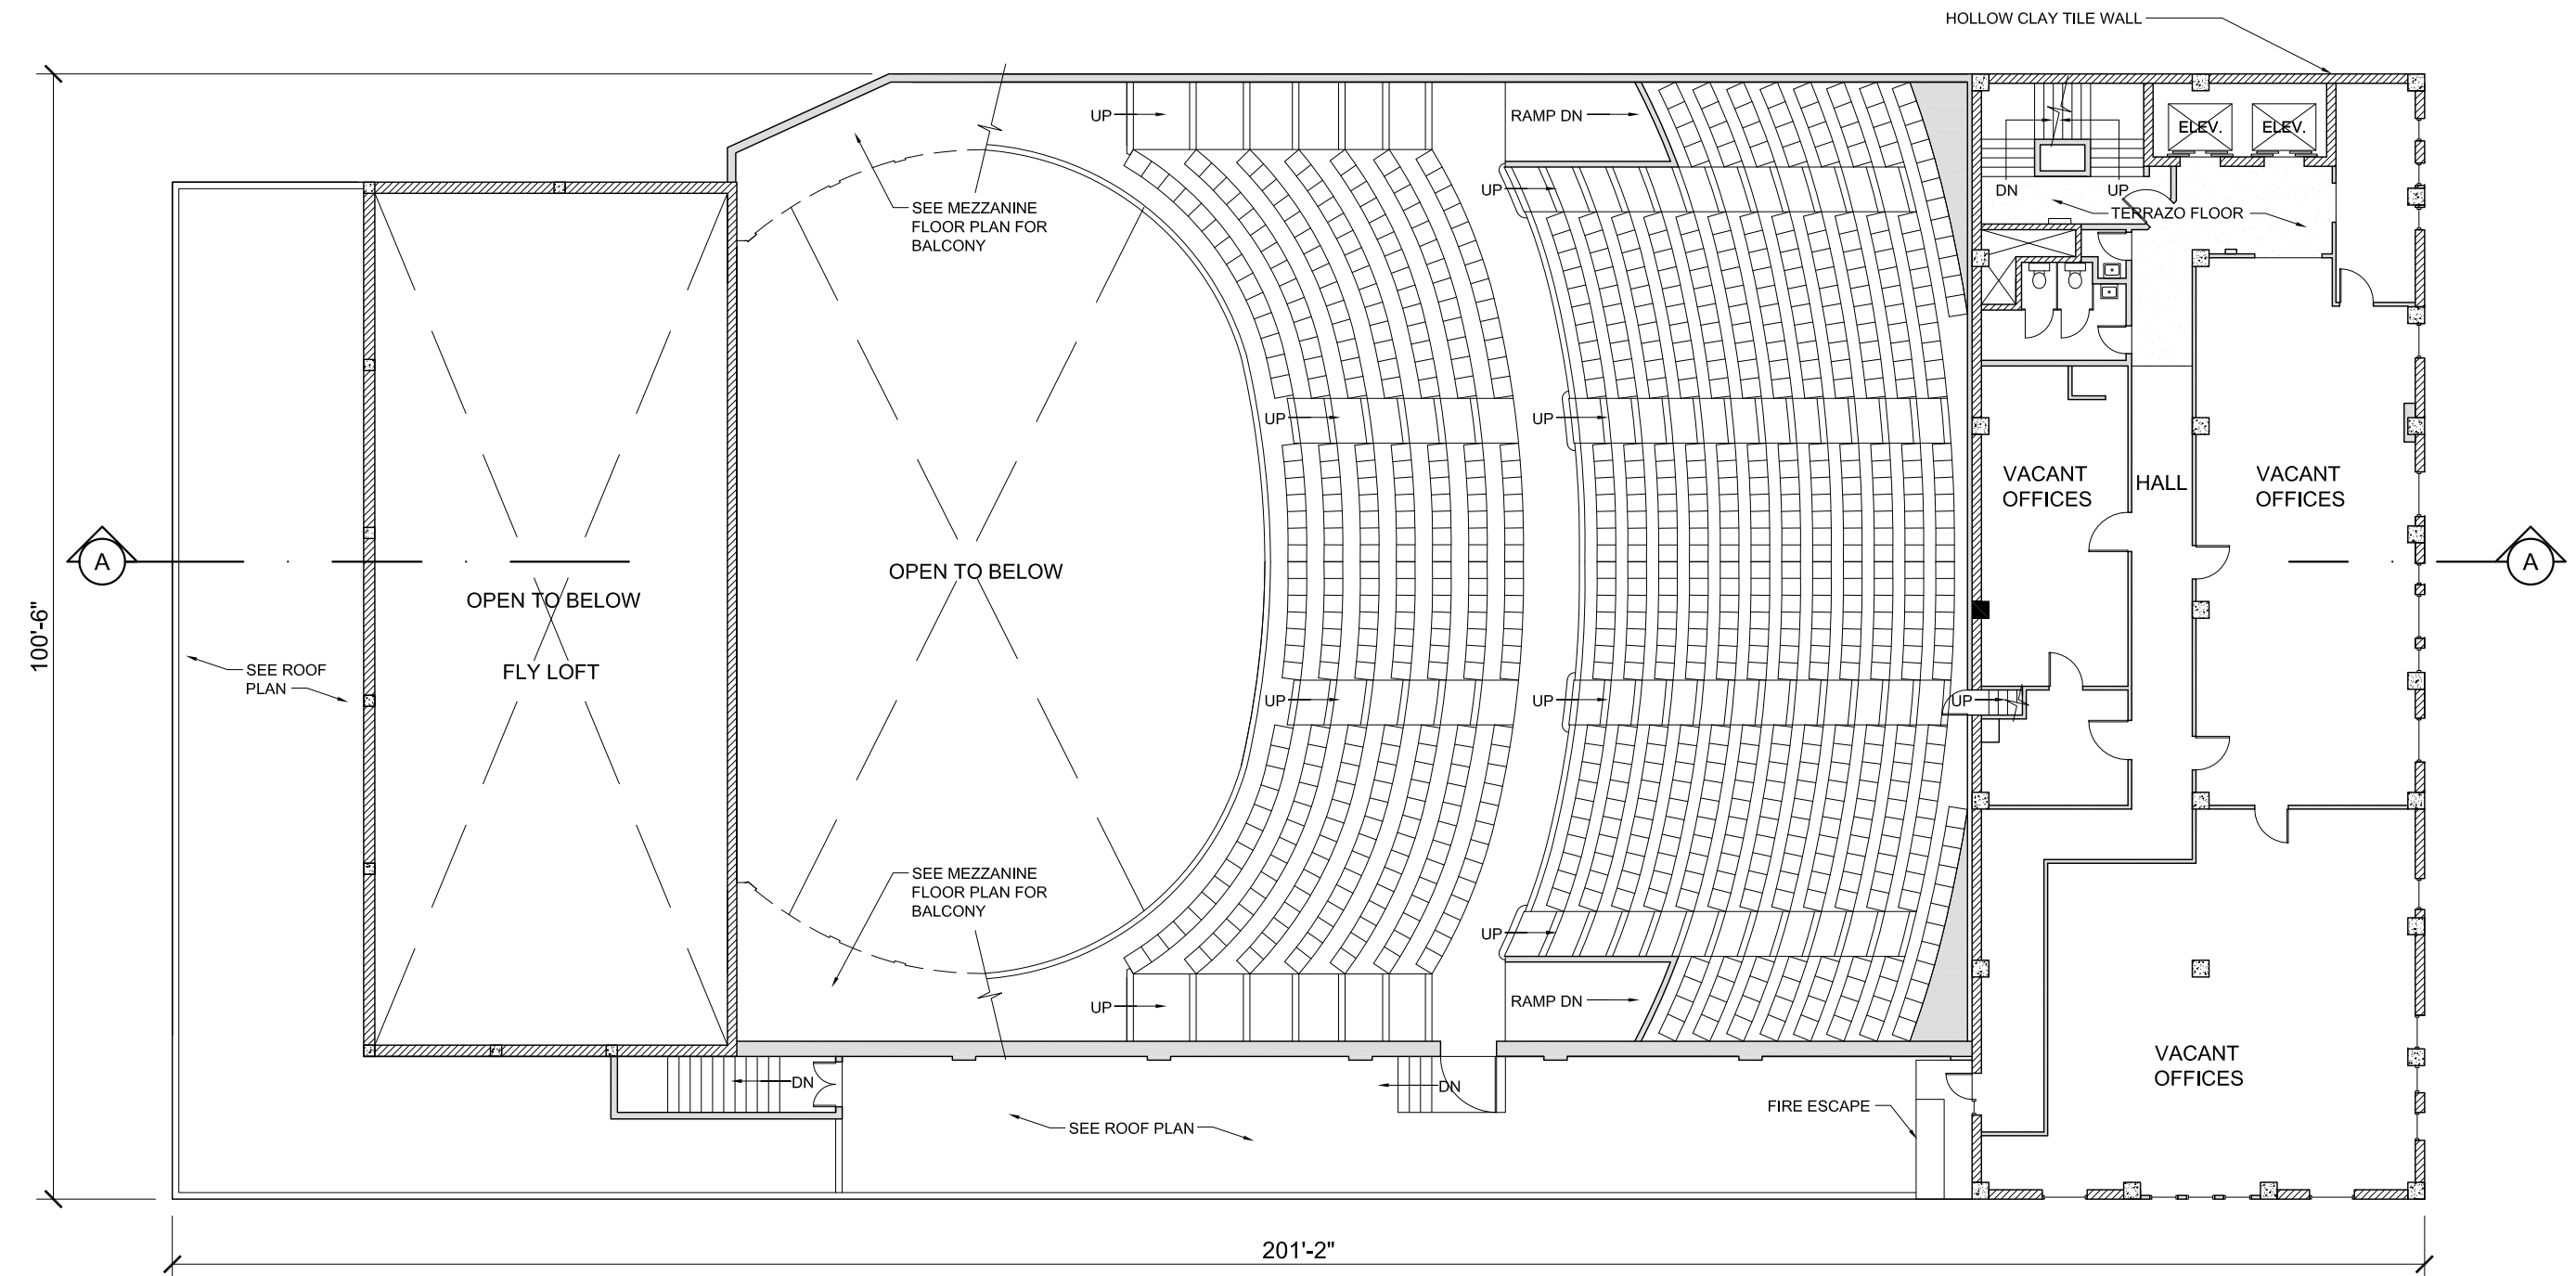 HOLLOW CLAY TILE WALL
UP
RAMP DN
ELEV.
ELEV.
UP
DN
UP
SEE MEZZANINE
FLOOR PLAN FOR
BALCONY
TERRAZO FLOOR
UP
UP
VACANT
OFFICES
HALL
VACANT
OFFICES
A
OPEN TO BELOW
A
OPEN TO BELOW
100'-6"
FLY LOFT
SEE ROOF
PLAN
UP
UP
UP
SEE MEZZANINE
FLOOR PLAN FOR
BALCONY
UP
UP
RAMP DN
VACANT
OFFICES
DN
DN
FIRE ESCAPE
SEE ROOF PLAN
201'-2"